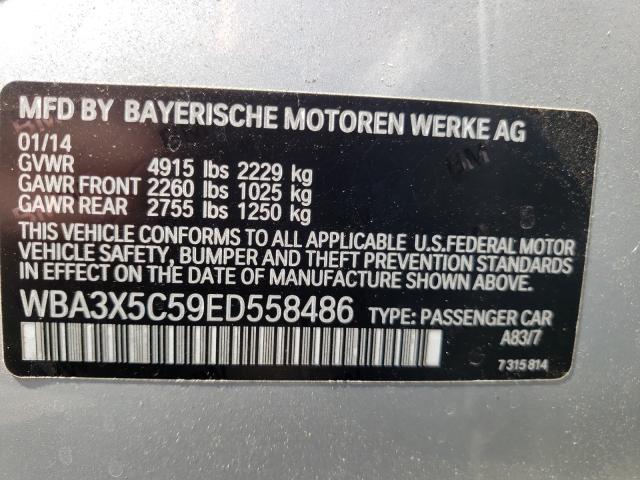 MFD BY BAYERISCHE MOTOREN WERKE AG
01/14
GVWR 4915 lbs 2229 kg
GAWR FRONT 2260 lbs 1025 kg
GAWR REAR 2755 lbs 1250 kg
THIS VEHICLE CONFORMS TO ALL APPLICABLE U.S.FEDERAL MOTOR
VEHICLE SAFETY, BUMPER AND THEFT PREVENTION STANDARDS
IN EFFECT ON THE DATE OF MANUFACTURE SHOWN ABOVE.
WBA3X5C59ED558486 TYPE: PASSENGER CAR
A83/7
7 315 814